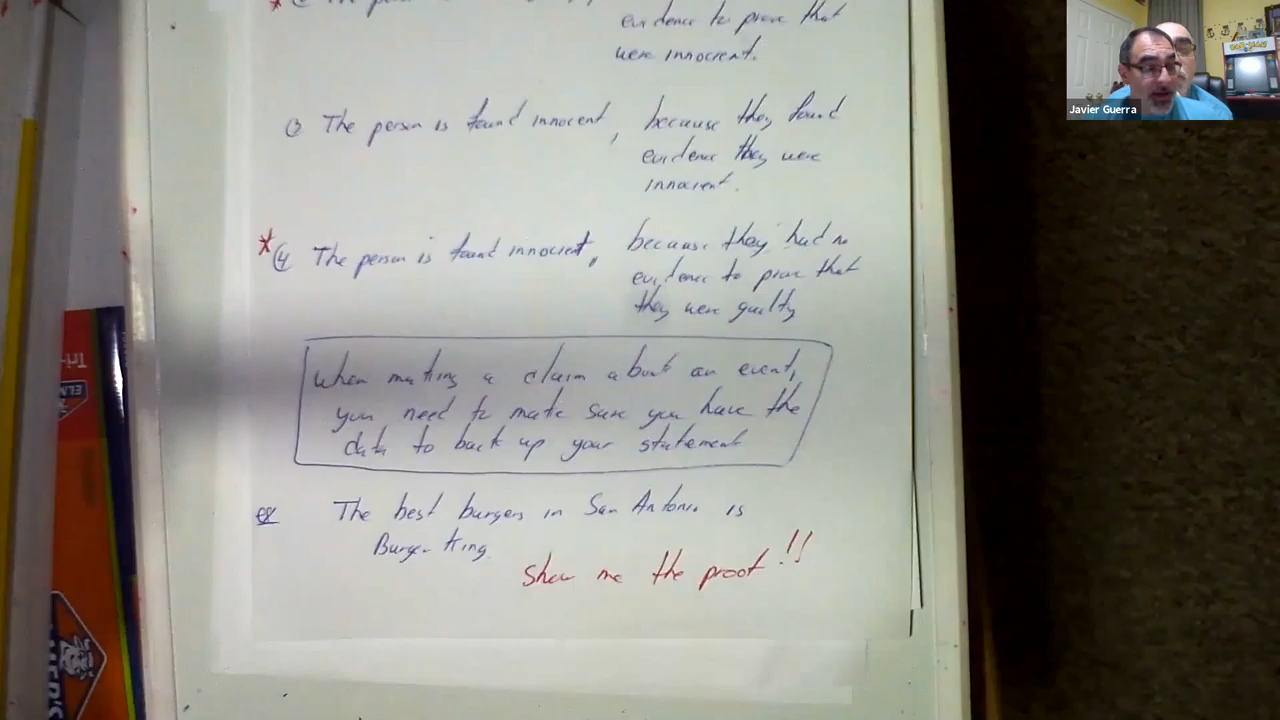 evidence to prove that
were innocent.
③ The person is found innocent, because they found
evidence they were
innocent.
* ④ The person is found innocent, because they had no
evidence to prove that
they were guilty
When making a claim about an event,
you need to make sure you have the
data to back up your statement
ex The best burgers in San Antonio is
Burger King.
Show me the proof!!
Javier Guerra
Tri-
ELM
MER'S